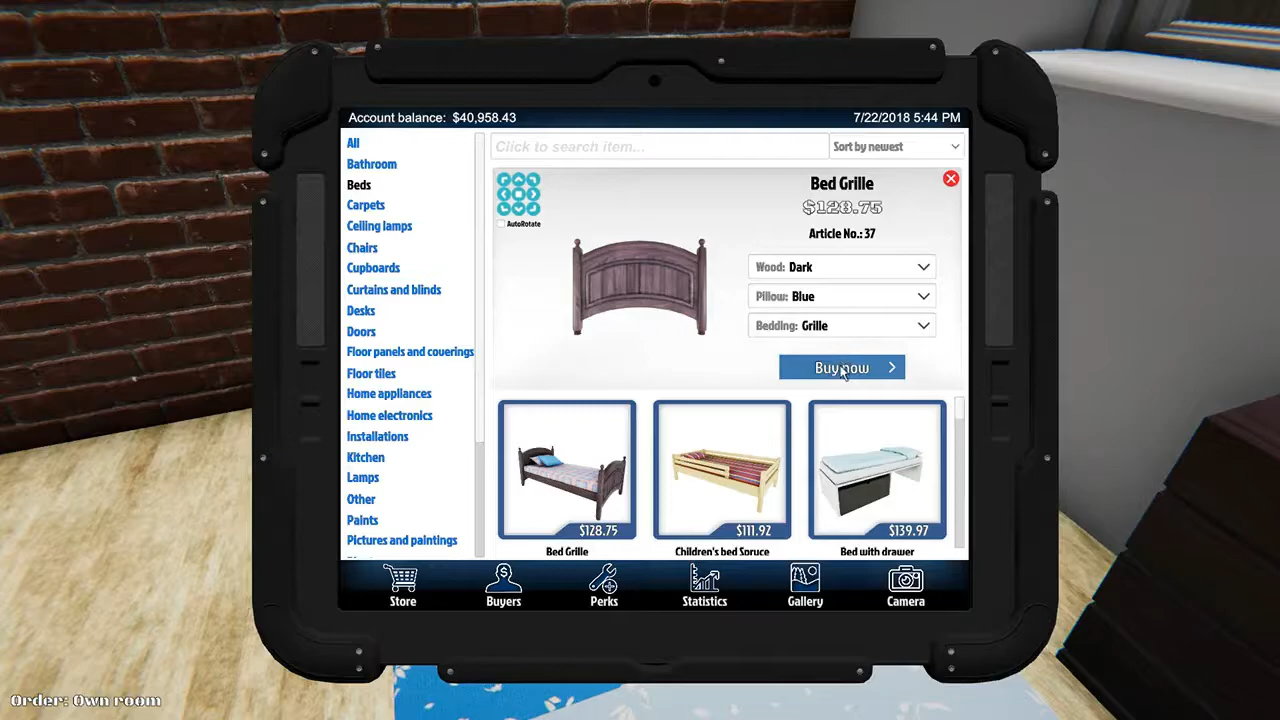 Account balance: $40,958.43
7/22/2018 5:44 PM
All
Bathroom
Beds
Carpets
Ceiling lamps
Chairs
Cupboards
Curtains and blinds
Desks
Doors
Floor panels and coverings
Floor tiles
Home appliances
Home electronics
Installations
Kitchen
Lamps
Other
Paints
Pictures and paintings
Click to search item...
Sort by newest
AutoRotate
Bed Grille
$128.75
Article No.: 37
Wood: Dark
Pillow: Blue
Bedding: Grille
Buy now
$128.75
$111.92
$139.97
Bed Grille
Children's bed Spruce
Bed with drawer
Store
Buyers
Perks
Statistics
Gallery
Camera
Order: Own room